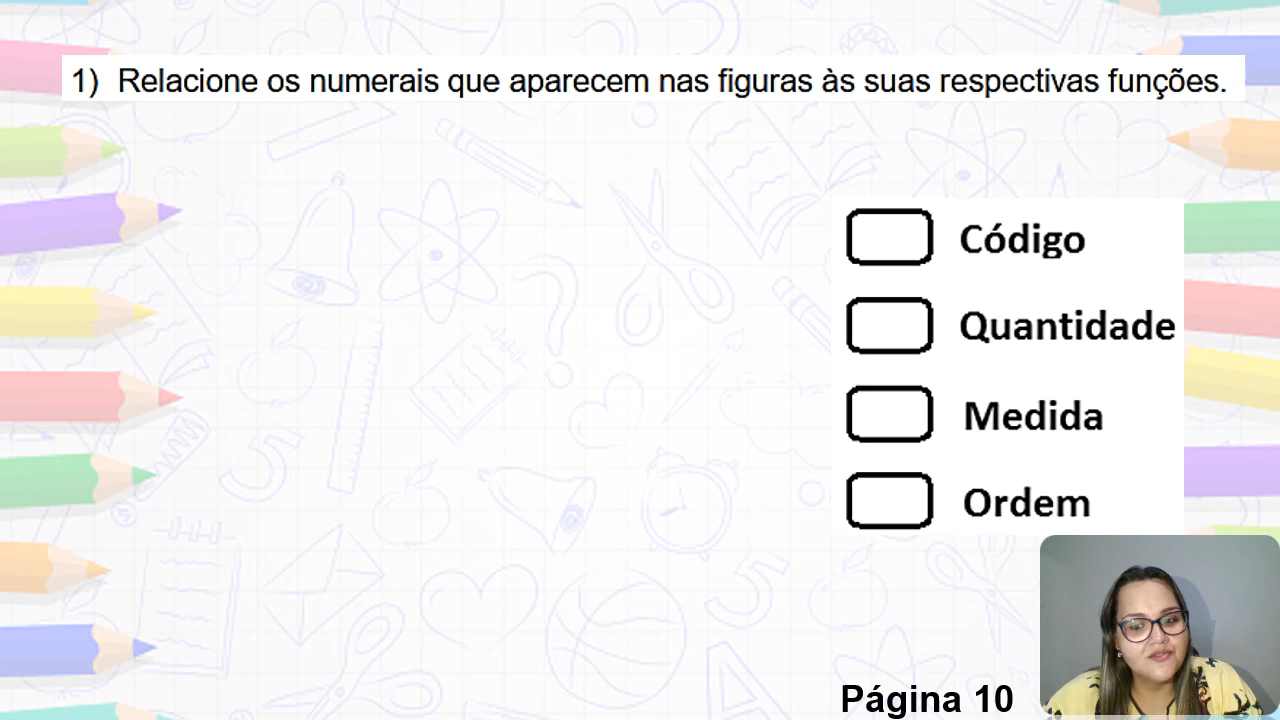 1) Relacione os numerais que aparecem nas figuras às suas respectivas funções.
Código
Quantidade
Medida
Ordem
Página 10